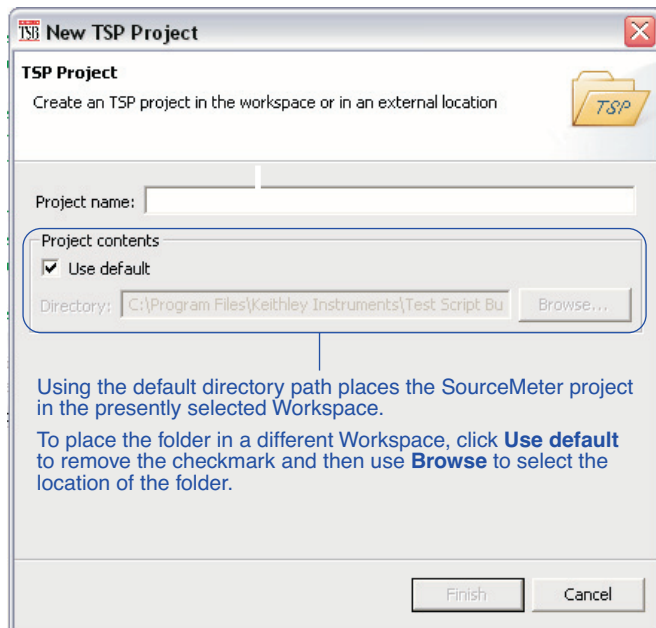 TSB New TSP Project
TSP Project
Create an TSP project in the workspace or in an external location
TSP
Project name:
Project contents
Use default
Directory: C:\Program Files\Keithley Instruments\Test Script Bu Browse...
Using the default directory path places the SourceMeter project
in the presently selected Workspace.
To place the folder in a different Workspace, click Use default
to remove the checkmark and then use Browse to select the
location of the folder.
Finish Cancel